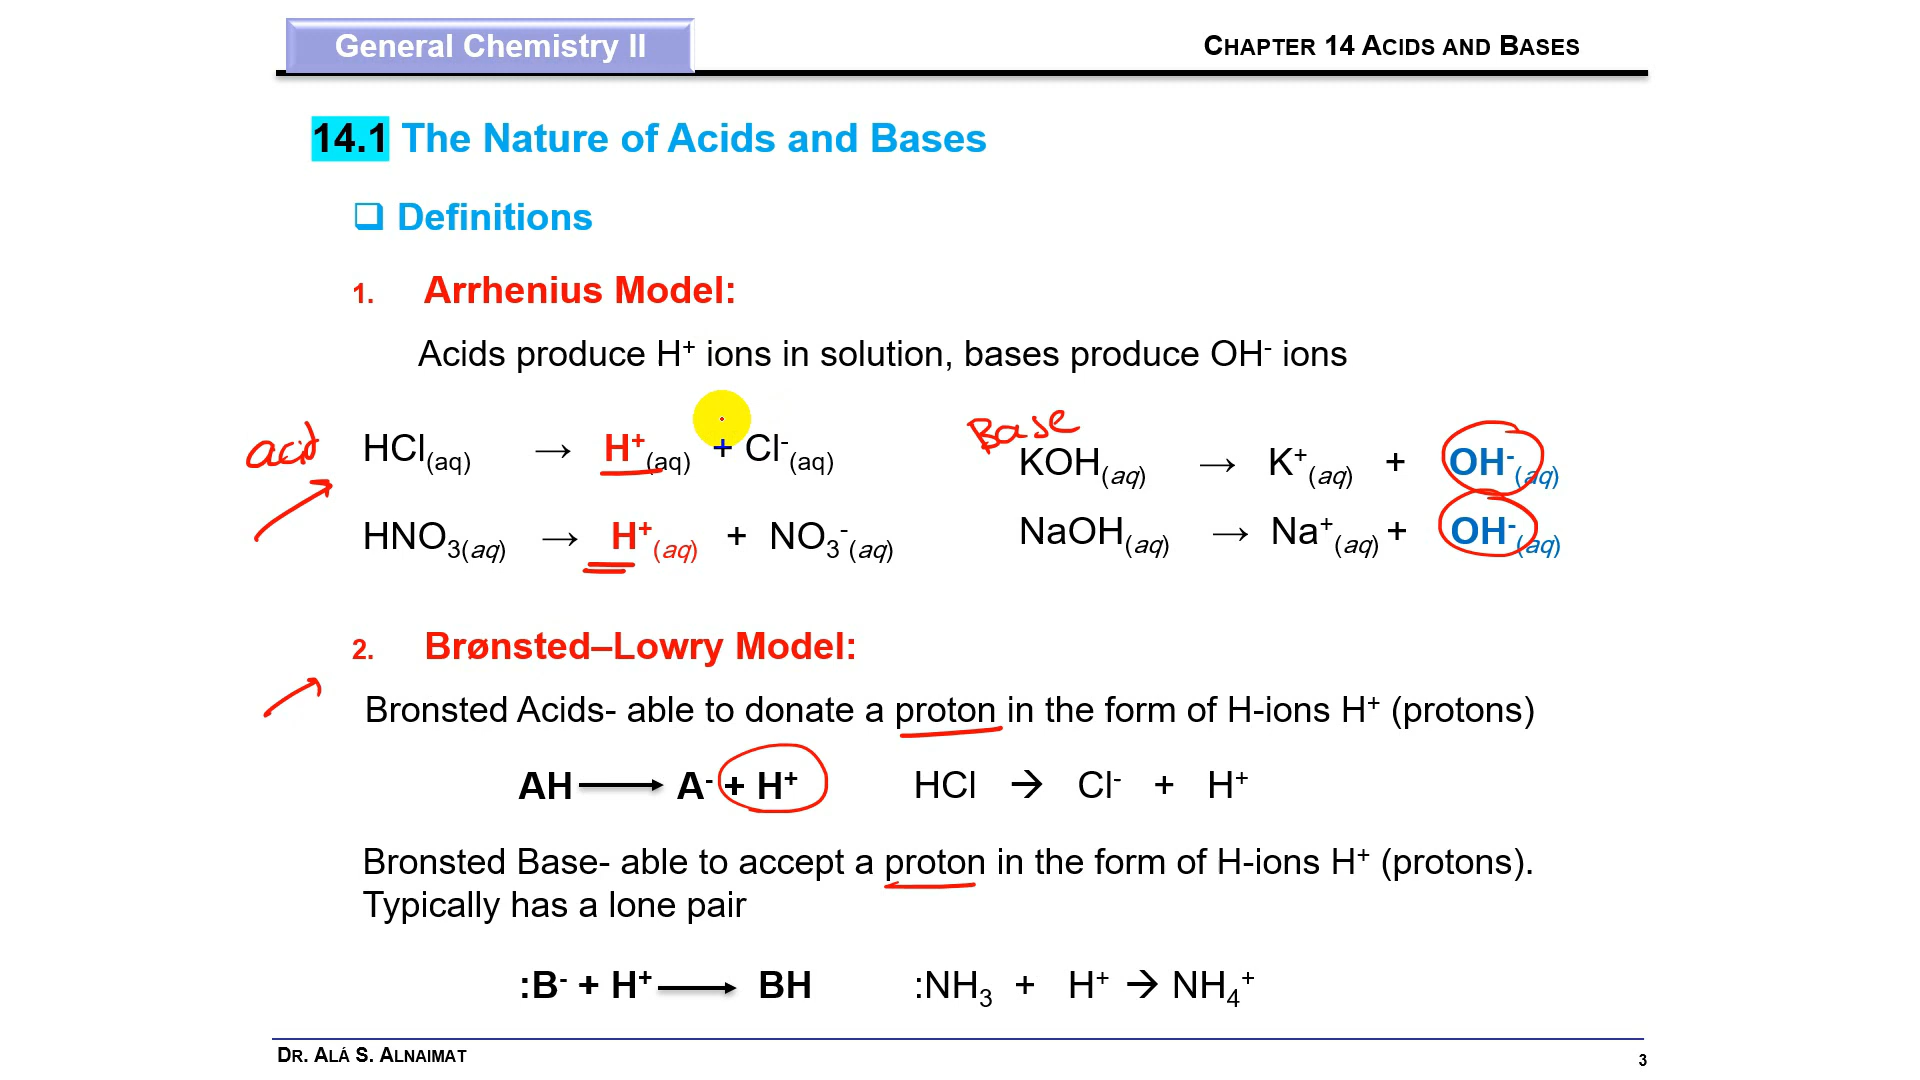 General Chemistry II
CHAPTER 14 ACIDS AND BASES
14.1 The Nature of Acids and Bases
❑ Definitions
1. Arrhenius Model:
Acids produce H⁺ ions in solution, bases produce OH⁻ ions
acid
Base
HCl(aq) → H⁺(aq) + Cl⁻(aq)
KOH(aq) → K⁺(aq) + OH⁻(aq)
HNO₃(aq) → H⁺(aq) + NO₃⁻(aq)
NaOH(aq) → Na⁺(aq) + OH⁻(aq)
2. Brønsted–Lowry Model:
Bronsted Acids- able to donate a proton in the form of H-ions H⁺ (protons)
AH → A⁻ + H⁺
HCl → Cl⁻ + H⁺
Bronsted Base- able to accept a proton in the form of H-ions H⁺ (protons).
Typically has a lone pair
:B⁻ + H⁺ → BH
:NH₃ + H⁺ → NH₄⁺
DR. ALÁ S. ALNAIMAT
3